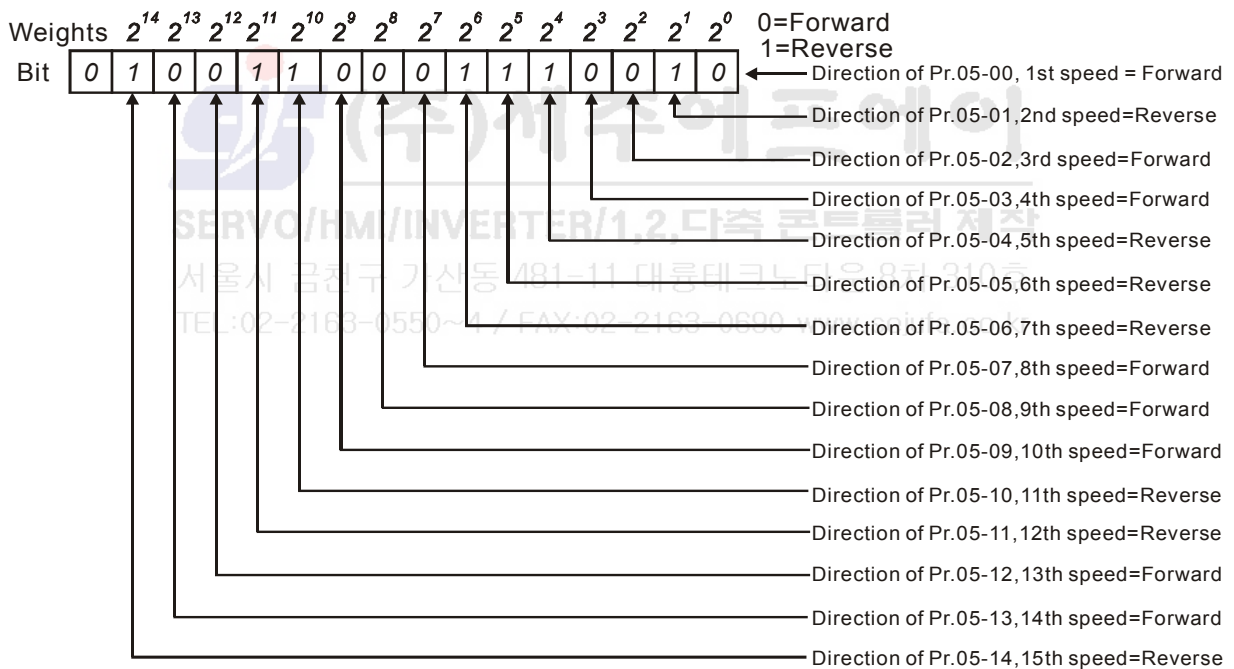 Weights 2^14 2^13 2^12 2^11 2^10 2^9 2^8 2^7 2^6 2^5 2^4 2^3 2^2 2^1 2^0 0=Forward
1=Reverse
Bit 0 1 0 0 1 1 0 0 0 1 1 1 0 0 1 0 Direction of Pr.05-00, 1st speed = Forward
Direction of Pr.05-01,2nd speed=Reverse
(주)세주에프에이
Direction of Pr.05-02,3rd speed=Forward
Direction of Pr.05-03,4th speed=Forward
SERVO/HMI/INVERTER/1,2,다축 콘트롤러 제작
Direction of Pr.05-04,5th speed=Reverse
서울시 금천구 가산동 481-11 대륭테크노타운 8차 310호
Direction of Pr.05-05,6th speed=Reverse
TEL:02-2163-0550~4 / FAX:02-2163-0690
Direction of Pr.05-06,7th speed=Reverse
Direction of Pr.05-07,8th speed=Forward
Direction of Pr.05-08,9th speed=Forward
Direction of Pr.05-09,10th speed=Forward
Direction of Pr.05-10,11th speed=Reverse
Direction of Pr.05-11,12th speed=Reverse
Direction of Pr.05-12,13th speed=Forward
Direction of Pr.05-13,14th speed=Forward
Direction of Pr.05-14,15th speed=Reverse